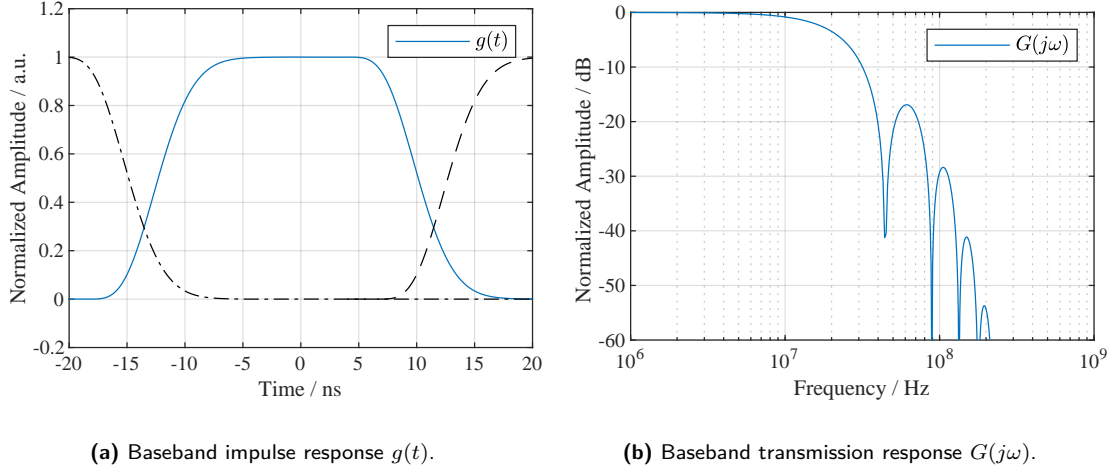 g(t)
1.2
1
0.8
0.6
0.4
0.2
0
-0.2
Normalized Amplitude / a.u.
-20 -15 -10 -5 0 5 10 15 20
Time / ns
(a) Baseband impulse response g(t).
G(jω)
0
-10
-20
-30
-40
-50
-60
Normalized Amplitude / dB
10⁶ 10⁷ 10⁸ 10⁹
Frequency / Hz
(b) Baseband transmission response G(jω).